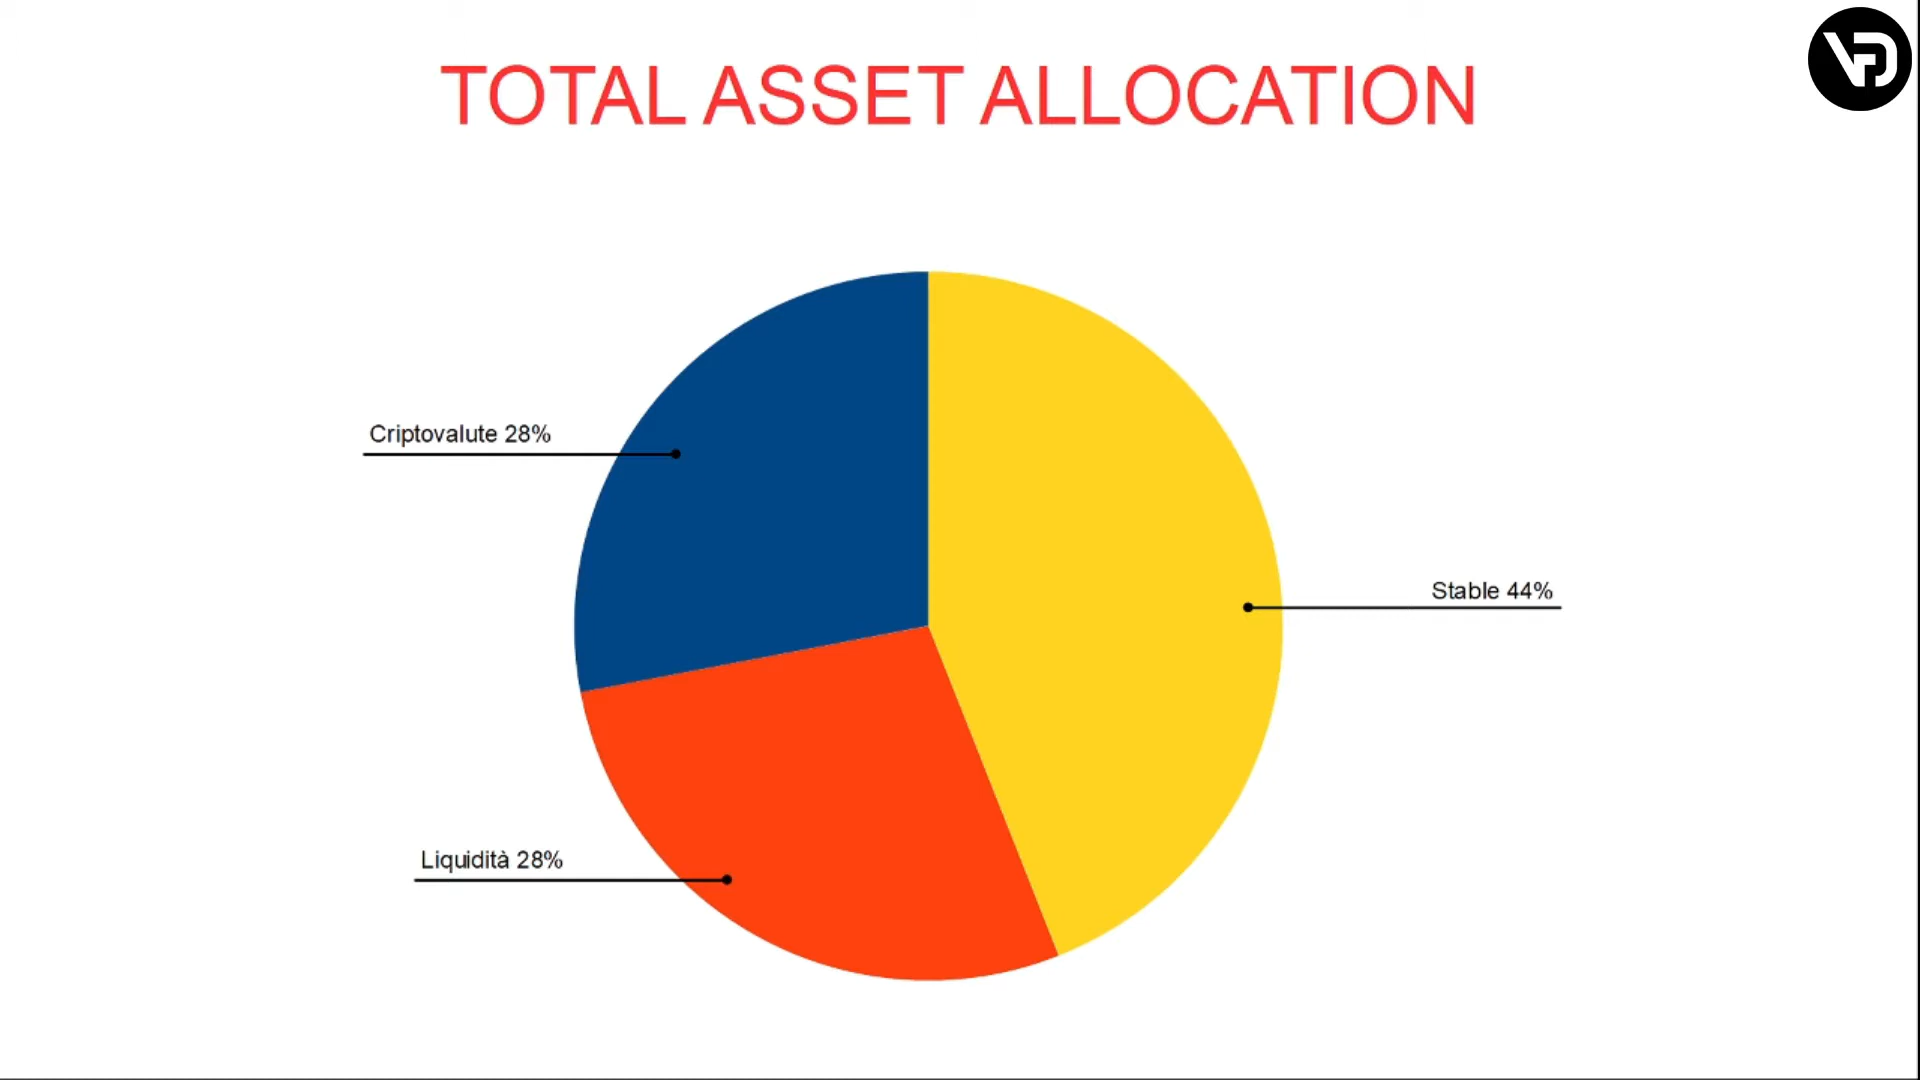 TOTAL ASSET ALLOCATION
Criptovalute 28%
Stable 44%
Liquidità 28%